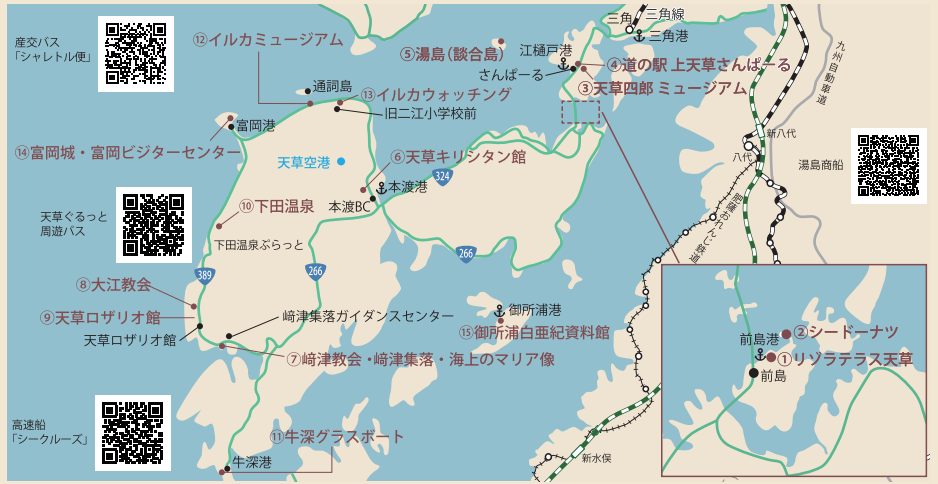 産交バス
「シャトル便」
⑫イルカミュージアム
⑤湯島(談合島)
三角
三角線
三角港
江樋戸港
さんぱーる
④道の駅 上天草さんぱーる
③天草四郎 ミュージアム
九州自動車道
通詞島
⑬イルカウォッチング
旧二江小学校前
富岡港
⑭富岡城・富岡ビジターセンター
天草空港
⑥天草キリシタン館
324
本渡港
本渡BC
新八代
八代
湯島商船
天草ぐるっと
周遊バス
⑩下田温泉
下田温泉ぷらっと
肥薩おれんじ鉄道
266
389
266
⑧大江教会
⑨天草ロザリオ館
天草ロザリオ館
﨑津集落ガイダンスセンター
御所浦港
⑮御所浦白亜紀資料館
⑦﨑津教会・﨑津集落・海上のマリア像
前島港
②シードーナツ
①リゾラテラス天草
前島
高速船
「シークルーズ」
⑪牛深グラスボート
牛深港
新水俣